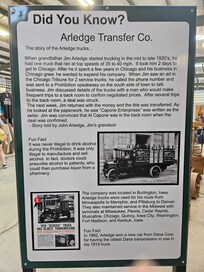 Did You Know?
Arledge Transfer Co.
The story of the Arledge trucks...
When grandfather Jim Arledge started trucking in the mid to late 1920's, he
had one truck that ran at top speeds of 35 to 40 mph. It took him 2 days to
get to Chicago. After he'd spent a few years in Chicago and his business in
Chicago grew, he wanted to expand his company. When Jim saw an ad in
the Chicago Tribune for 2 service trucks, he called the phone number and
was sent to a Prohibition speakeasy on the south side of town to talk
business. Jim discussed details of the trucks with a man who would make
frequent trips to a back room to confirm negotiated prices. After several trips
to the back room, a deal was struck.
The next week, Jim returned with the money and the title was transferred. As
he looked at the paperwork, he saw "Capone Enterprises" was written as the
seller. Jim was convinced that Al Capone was in the back room when the
deal was confirmed.
- Story told by John Arledge, Jim's grandson
Fun Fact
It was never illegal to drink alcohol
during the Prohibition. It was only
illegal to manufacture and sell
alcohol. In fact, doctors could
prescribe alcohol to patients, who
could then purchase liquor from a
pharmacy.
The company was located in Burlington, Iowa.
Arledge trucks were used for haul routes from
Minneapolis to Memphis, and Pittsburg to Denver.
They also maintained service in the Midwest with
terminals at Milwaukee, Peoria, Cedar Rapids,
Muscatine, Chicago, Quincy, Iowa City, Washington,
Fort Madison, and Keokuk, Iowa.
Fun Fact
In 1962, Arledge won a new car from Dana Corp.
for having the oldest Dana transmission in use in
his 1919 truck.